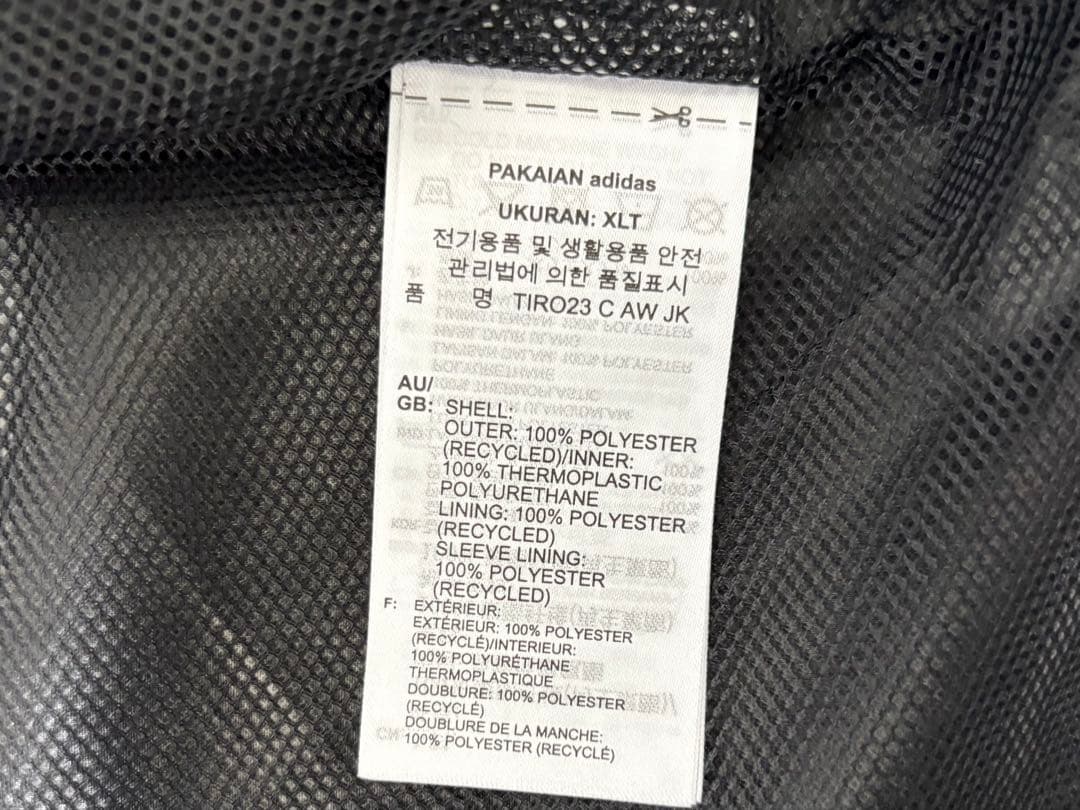 PAKAIAN adidas
UKURAN: XLT
전기용품 및 생활용품 안전
관리법에 의한 품질표시
품 명 TIRO23 C AW JK
AU/
GB: SHELL:
OUTER: 100% POLYESTER
(RECYCLED)/INNER:
100% THERMOPLASTIC
POLYURETHANE
LINING: 100% POLYESTER
(RECYCLED)
SLEEVE LINING:
100% POLYESTER
(RECYCLED)
F: EXTÉRIEUR:
EXTÉRIEUR: 100% POLYESTER
(RECYCLÉ)/INTERIEUR:
100% POLYURÉTHANE
THERMOPLASTIQUE
DOUBLURE: 100% POLYESTER
(RECYCLÉ)
DOUBLURE DE LA MANCHE:
100% POLYESTER (RECYCLÉ)